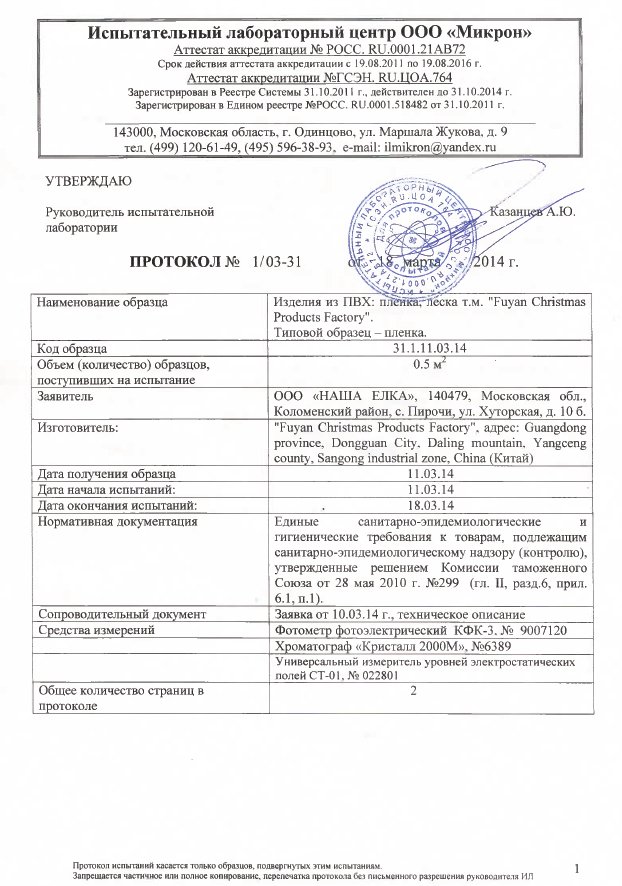 Испытательный лабораторный центр ООО «Микрон»
Аттестат аккредитации № РОСС. RU.0001.21АВ72
Срок действия аттестата аккредитации с 19.08.2011 по 19.08.2016 г.
Аттестат аккредитации №ГСЭН. RU.ЦОА.764
Зарегистрирован в Реестре Системы 31.10.2011 г., действителен до 31.10.2014 г.
Зарегистрирован в Едином реестре №РОСС. RU.0001.518482 от 31.10.2011 г.
143000, Московская область, г. Одинцово, ул. Маршала Жукова, д. 9
тел. (499) 120-61-49, (495) 596-38-93, e-mail: ilmikron@yandex.ru
УТВЕРЖДАЮ
Руководитель испытательной Казанцев А.Ю.
лаборатории
ПРОТОКОЛ № 1/03-31 от 18 марта 2014 г.
Наименование образца Изделия из ПВХ: пленка, леска т.м. "Fuyan Christmas
Products Factory".
Типовой образец – пленка.
Код образца 31.1.11.03.14
Объем (количество) образцов, 0.5 м²
поступивших на испытание
Заявитель ООО «НАША ЕЛКА», 140479, Московская обл.,
Коломенский район, с. Пирочи, ул. Хуторская, д. 10 б.
Изготовитель: "Fuyan Christmas Products Factory", адрес: Guangdong
province, Dongguan City, Daling mountain, Yangceng
county, Sangong industrial zone, China (Китай)
Дата получения образца 11.03.14
Дата начала испытаний: 11.03.14
Дата окончания испытаний: 18.03.14
Нормативная документация Единые санитарно-эпидемиологические и
гигиенические требования к товарам, подлежащим
санитарно-эпидемиологическому надзору (контролю),
утвержденные решением Комиссии таможенного
Союза от 28 мая 2010 г. №299 (гл. II, разд.6, прил.
6.1, п.1).
Сопроводительный документ Заявка от 10.03.14 г., техническое описание
Средства измерений Фотометр фотоэлектрический КФК-3. № 9007120
Хроматограф «Кристалл 2000М», №6389
Универсальный измеритель уровней электростатических
полей СТ-01, № 022801
Общее количество страниц в 2
протоколе
Протокол испытаний касается только образцов, подвергнутых этим испытаниям.
Запрещается частичное или полное копирование, перепечатка протокола без письменного разрешения руководителя ИЛ
1